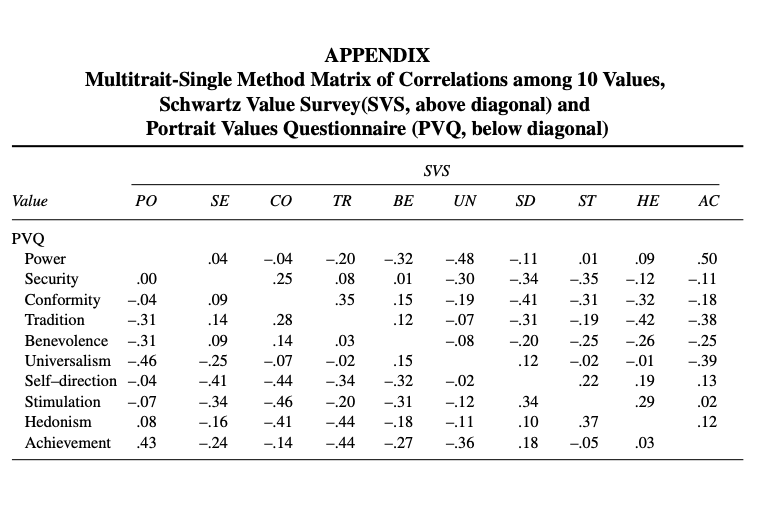 APPENDIX
Multitrait-Single Method Matrix of Correlations among 10 Values,
Schwartz Value Survey(SVS, above diagonal) and
Portrait Values Questionnaire (PVQ, below diagonal)
SVS
Value PO SE CO TR BE UN SD ST HE AC
PVQ
Power .04 –.04 –.20 –.32 –.48 –.11 .01 .09 .50
Security .00 .25 .08 .01 –.30 –.34 –.35 –.12 –.11
Conformity –.04 .09 .35 .15 –.19 –.41 –.31 –.32 –.18
Tradition –.31 .14 .28 .12 –.07 –.31 –.19 –.42 –.38
Benevolence –.31 .09 .14 .03 –.08 –.20 –.25 –.26 –.25
Universalism –.46 –.25 –.07 –.02 .15 .12 –.02 –.01 –.39
Self–direction –.04 –.41 –.44 –.34 –.32 –.02 .22 .19 .13
Stimulation –.07 –.34 –.46 –.20 –.31 –.12 .34 .29 .02
Hedonism .08 –.16 –.41 –.44 –.18 –.11 .10 .37 .12
Achievement .43 –.24 –.14 –.44 –.27 –.36 .18 –.05 .03